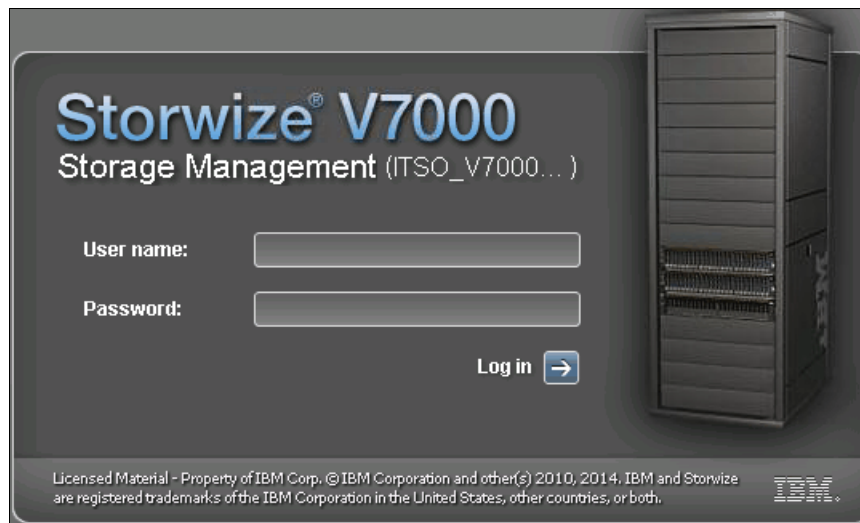 Storwize® V7000
Storage Management (ITSO_V7000... )
User name:
Password:
Log in
Licensed Material - Property of IBM Corp. © IBM Corporation and other(s) 2010, 2014. IBM and Storwize
are registered trademarks of the IBM Corporation in the United States, other countries, or both.
IBM.
IBM